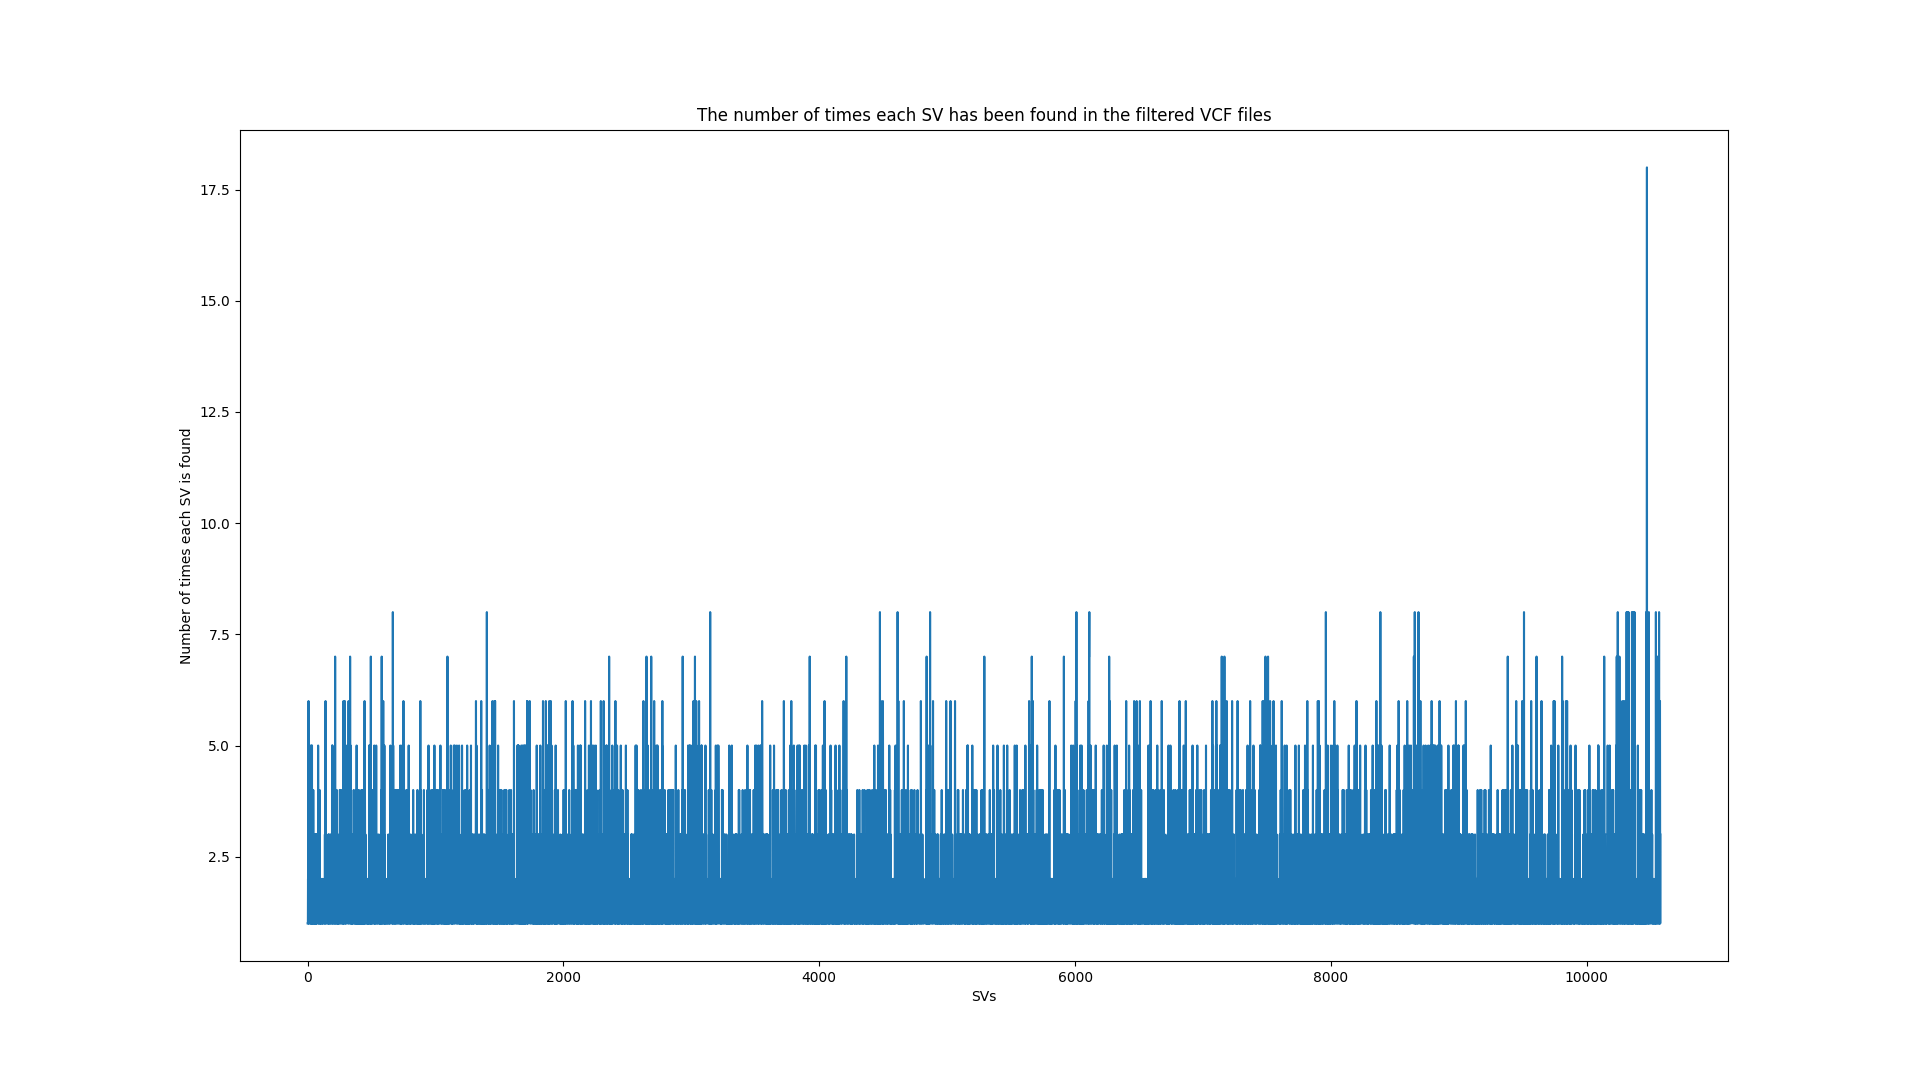 The number of times each SV has been found in the filtered VCF files
17.5
15.0
12.5
10.0
7.5
5.0
2.5
Number of times each SV is found
0 2000 4000 6000 8000 10000
SVs